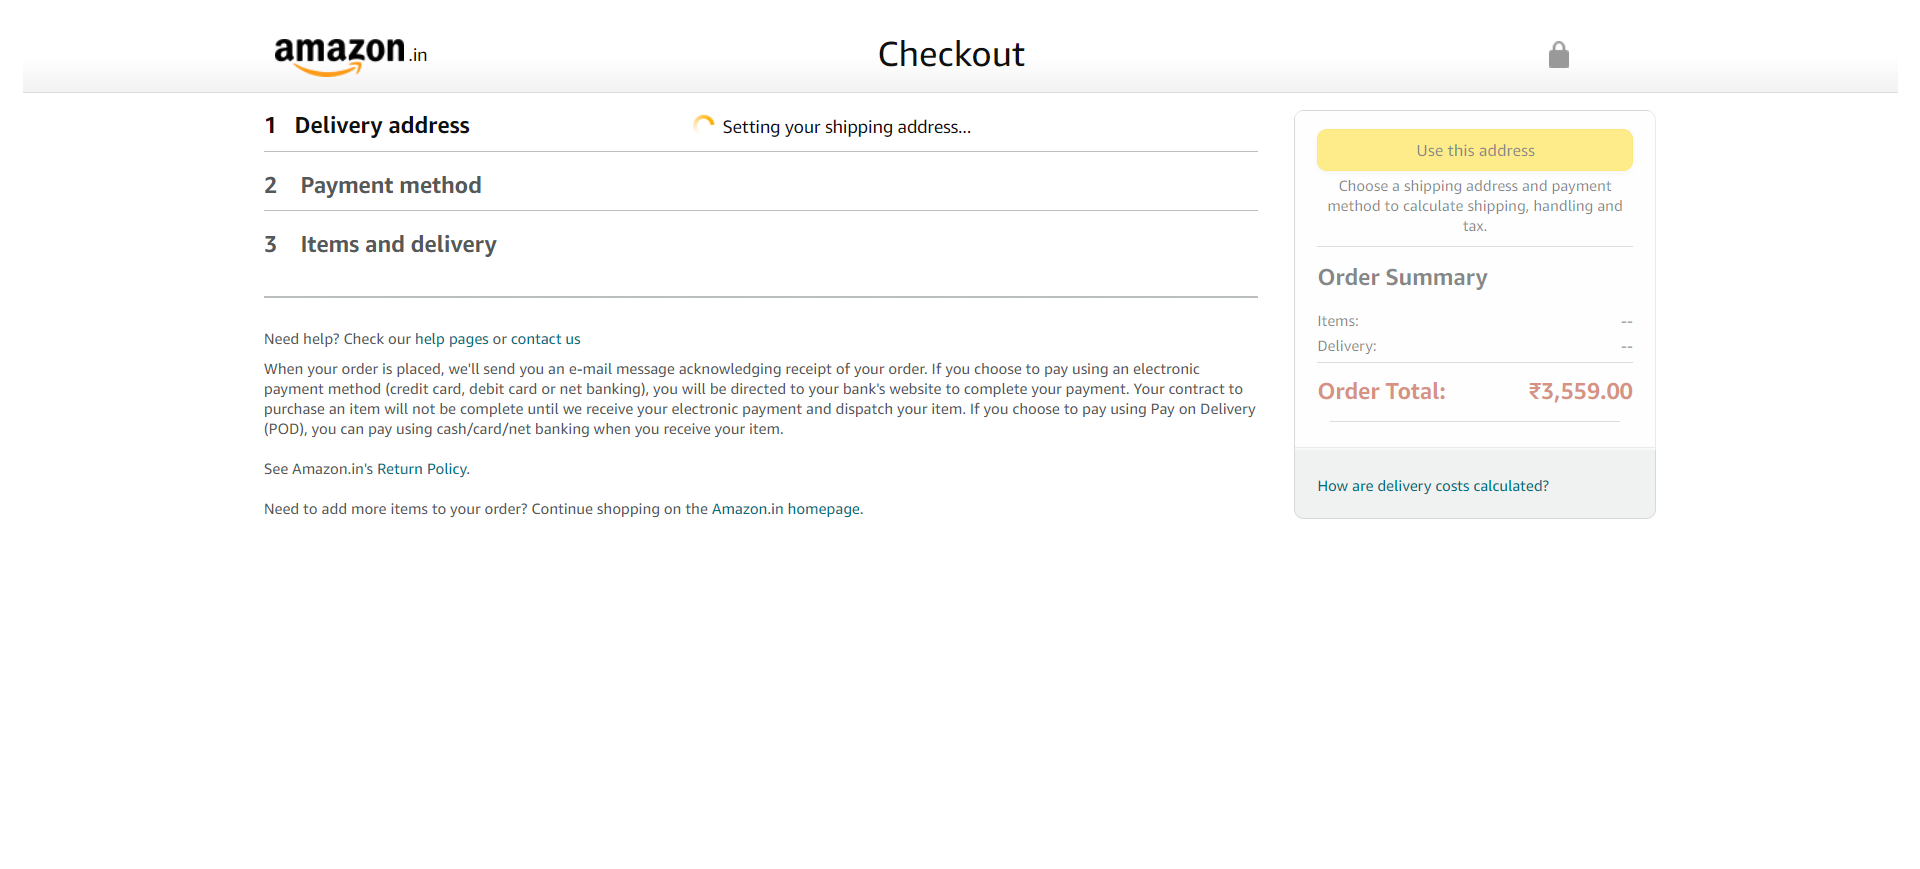 amazon.in
Checkout
1 Delivery address
Setting your shipping address...
2 Payment method
3 Items and delivery
Need help? Check our help pages or contact us
When your order is placed, we'll send you an e-mail message acknowledging receipt of your order. If you choose to pay using an electronic
payment method (credit card, debit card or net banking), you will be directed to your bank's website to complete your payment. Your contract to
purchase an item will not be complete until we receive your electronic payment and dispatch your item. If you choose to pay using Pay on Delivery
(POD), you can pay using cash/card/net banking when you receive your item.
See Amazon.in's Return Policy.
Need to add more items to your order? Continue shopping on the Amazon.in homepage.
Use this address
Choose a shipping address and payment
method to calculate shipping, handling and
tax.
Order Summary
Items: --
Delivery: --
Order Total: ₹3,559.00
How are delivery costs calculated?